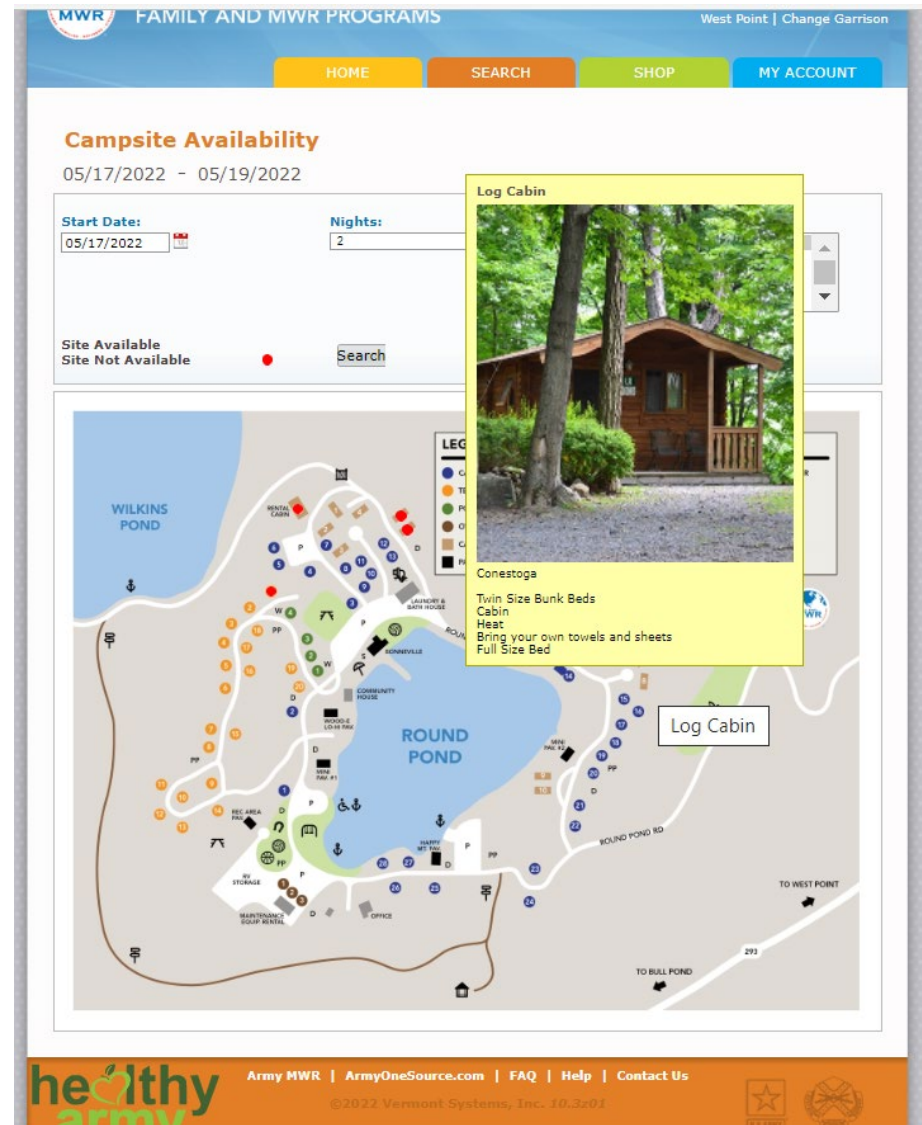 MWR
FAMILY AND MWR PROGRAMS
West Point | Change Garrison
HOME
SEARCH
SHOP
MY ACCOUNT
Campsite Availability
05/17/2022 - 05/19/2022
Start Date:
05/17/2022
Nights:
2
Site Available
Site Not Available
Search
Log Cabin
Conestoga
Twin Size Bunk Beds
Cabin
Heat
Bring your own towels and sheets
Full Size Bed
Log Cabin
LEG
WILKINS
POND
RENTAL
CABIN
LAUNDRY &
BATH HOUSE
BONNEVILLE
COMMUNITY
HOUSE
ROUND
POND
MINI
PAV. #1
MINI
PAV. #2
REC AREA
PAV.
HAPPY
MT. PAV.
RV
STORAGE
MAINTENANCE
EQUIP RENTAL
OFFICE
ROUND POND RD
TO WEST POINT
293
TO BULL POND
healthy
army
Army MWR | ArmyOneSource.com | FAQ | Help | Contact Us
©2022 Vermont Systems, Inc. 10.3z01